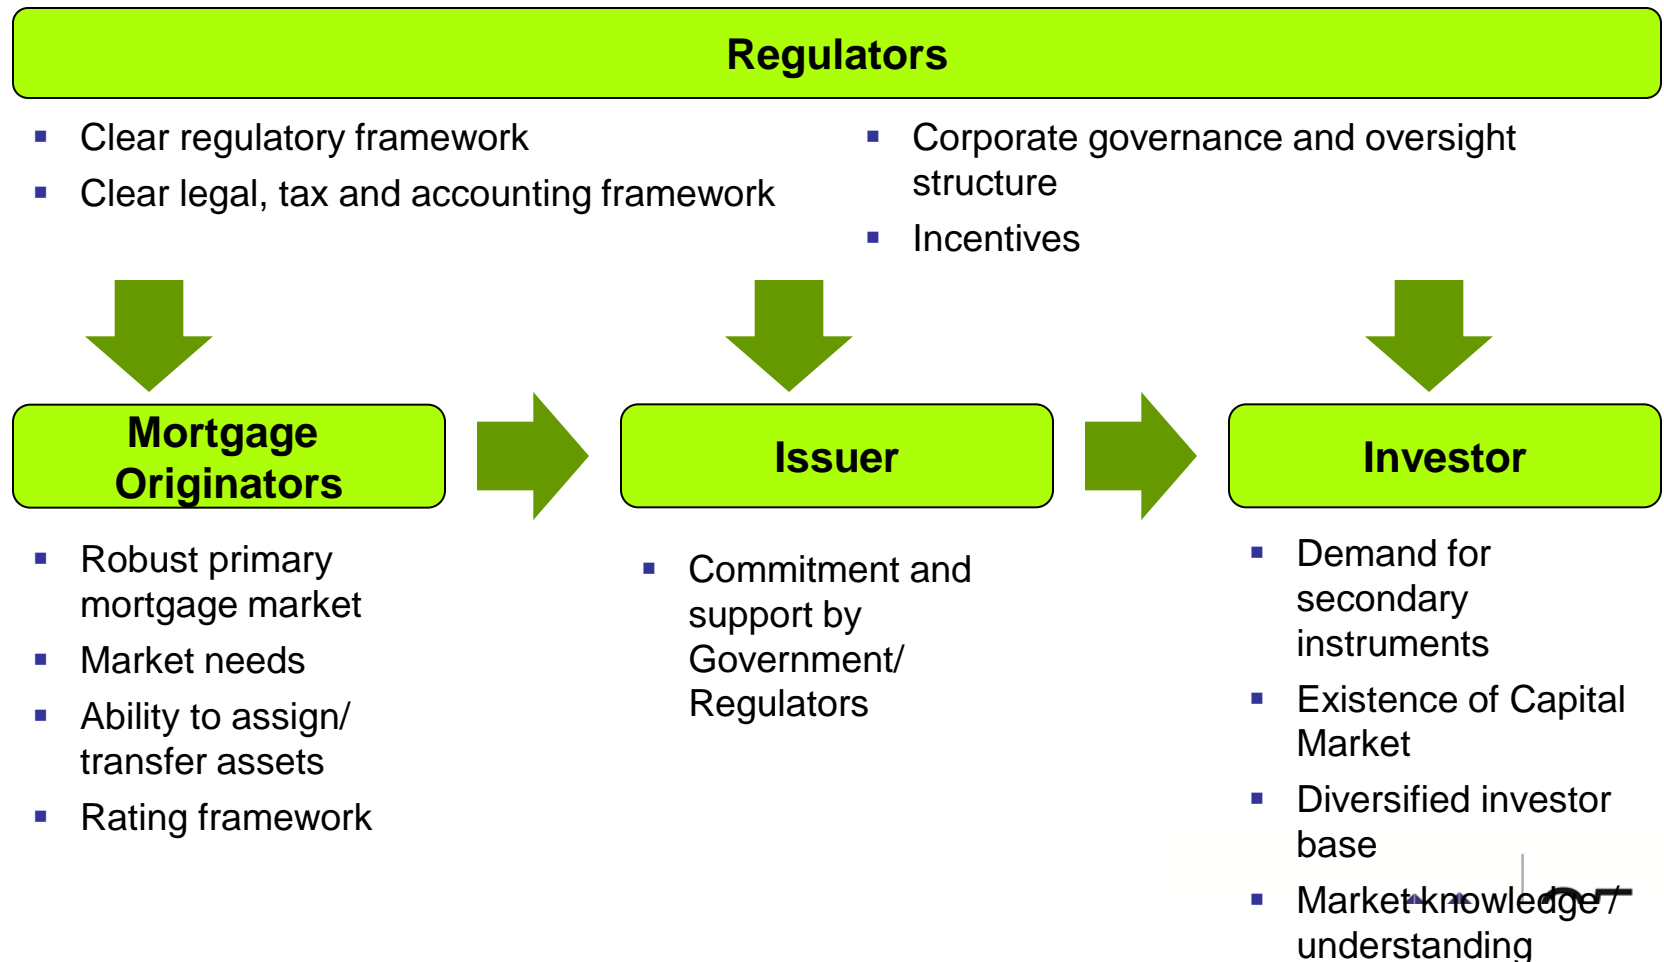 Regulators
Clear regulatory framework
Clear legal, tax and accounting framework
Corporate governance and oversight
structure
Incentives
Mortgage
Originators
Issuer
Investor
Robust primary
mortgage market
Market needs
Ability to assign/
transfer assets
Rating framework
Commitment and
support by
Government/
Regulators
Demand for
secondary
instruments
Existence of Capital
Market
Diversified investor
base
Market knowledge /
understanding